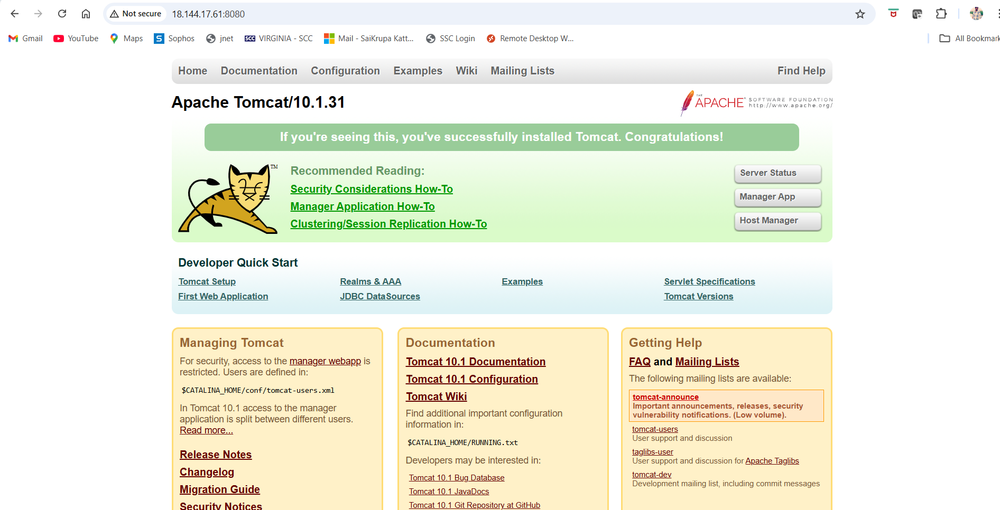 Not secure 18.144.17.61:8080
Gmail YouTube Maps Sophos jnet SCC VIRGINIA - SCC Mail - SaiKrupa Katt... SSC Login Remote Desktop W... All Bookmark
Home Documentation Configuration Examples Wiki Mailing Lists Find Help
Apache Tomcat/10.1.31
THE APACHE SOFTWARE FOUNDATION
http://www.apache.org/
If you're seeing this, you've successfully installed Tomcat. Congratulations!
TM
Recommended Reading:
Security Considerations How-To
Manager Application How-To
Clustering/Session Replication How-To
Server Status
Manager App
Host Manager
Developer Quick Start
Tomcat Setup Realms & AAA Examples Servlet Specifications
First Web Application JDBC DataSources Tomcat Versions
Managing Tomcat
For security, access to the manager webapp is
restricted. Users are defined in:
$CATALINA_HOME/conf/tomcat-users.xml
In Tomcat 10.1 access to the manager
application is split between different users.
Read more...
Release Notes
Changelog
Migration Guide
Security Notices
Documentation
Tomcat 10.1 Documentation
Tomcat 10.1 Configuration
Tomcat Wiki
Find additional important configuration
information in:
$CATALINA_HOME/RUNNING.txt
Developers may be interested in:
Tomcat 10.1 Bug Database
Tomcat 10.1 JavaDocs
Tomcat 10.1 Git Repository at GitHub
Getting Help
FAQ and Mailing Lists
The following mailing lists are available:
tomcat-announce
Important announcements, releases, security
vulnerability notifications. (Low volume).
tomcat-users
User support and discussion
taglibs-user
User support and discussion for Apache Taglibs
tomcat-dev
Development mailing list, including commit messages